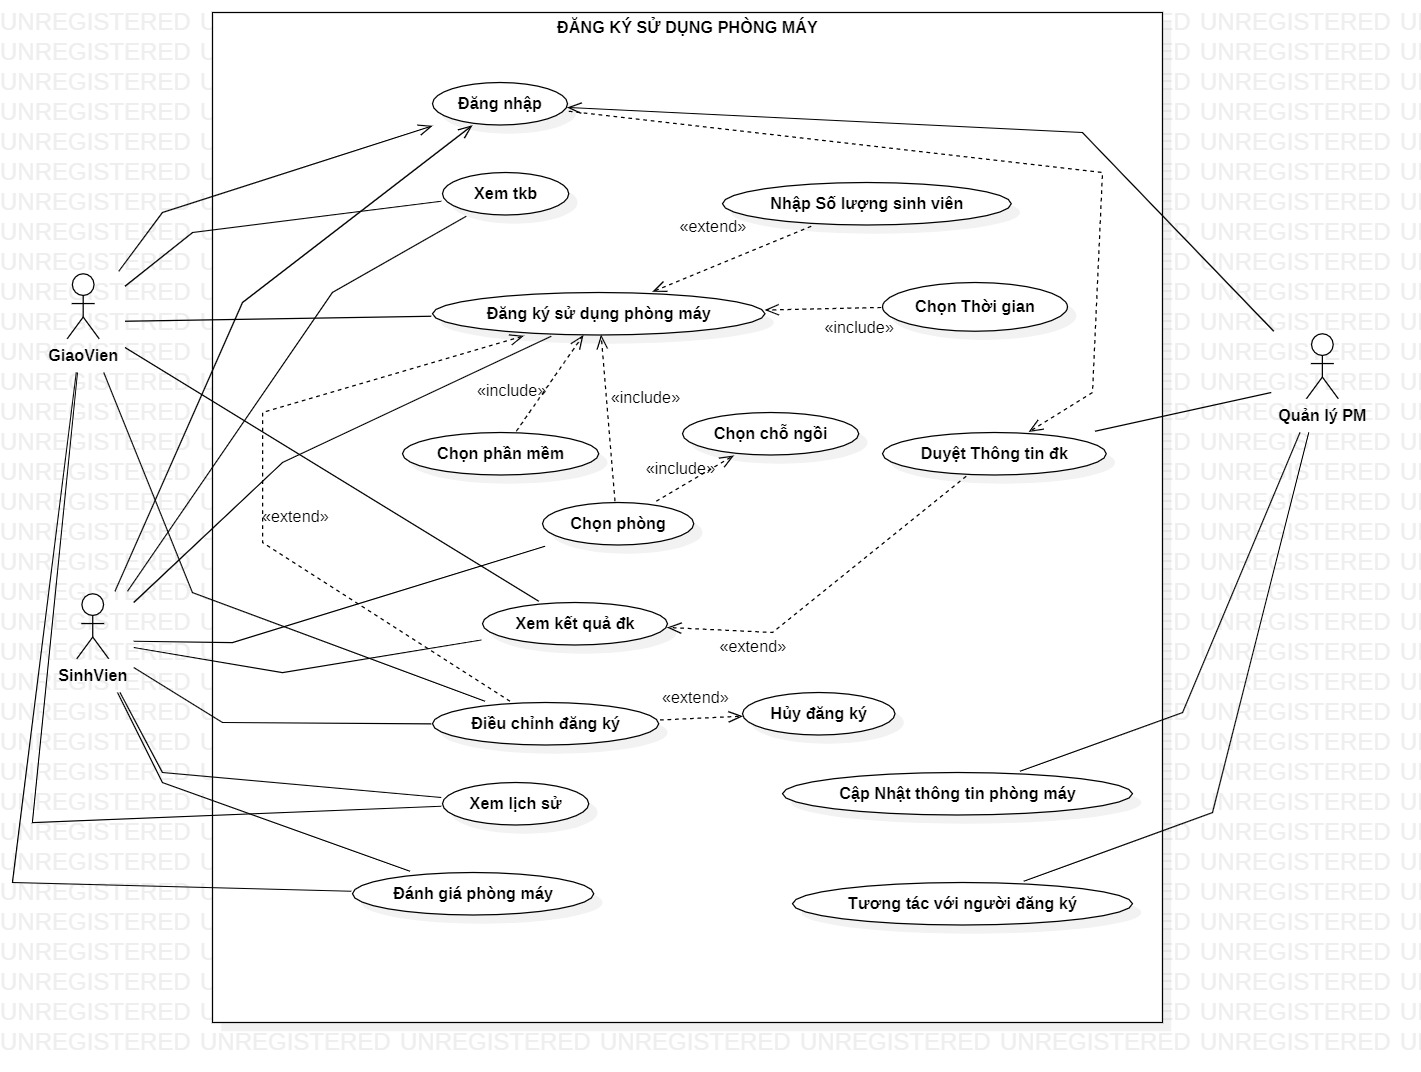 ĐĂNG KÝ SỬ DỤNG PHÒNG MÁY
Đăng nhập
Xem tkb
Nhập Số lượng sinh viên
«extend»
Đăng ký sử dụng phòng máy
Chọn Thời gian
«include»
GiaoVien
«include»
«include»
Quản lý PM
Chọn phần mềm
Chọn chỗ ngồi
Duyệt Thông tin đk
«include»
«extend»
Chọn phòng
Xem kết quả đk
«extend»
SinhVien
«extend»
Điều chỉnh đăng ký
Hủy đăng ký
Xem lịch sử
Cập Nhật thông tin phòng máy
Đánh giá phòng máy
Tương tác với người đăng ký
UNREGISTERED UNREGISTERED UNREGISTERED UNREGISTERED UNREGISTERED UNREGISTERED UNREGISTERED